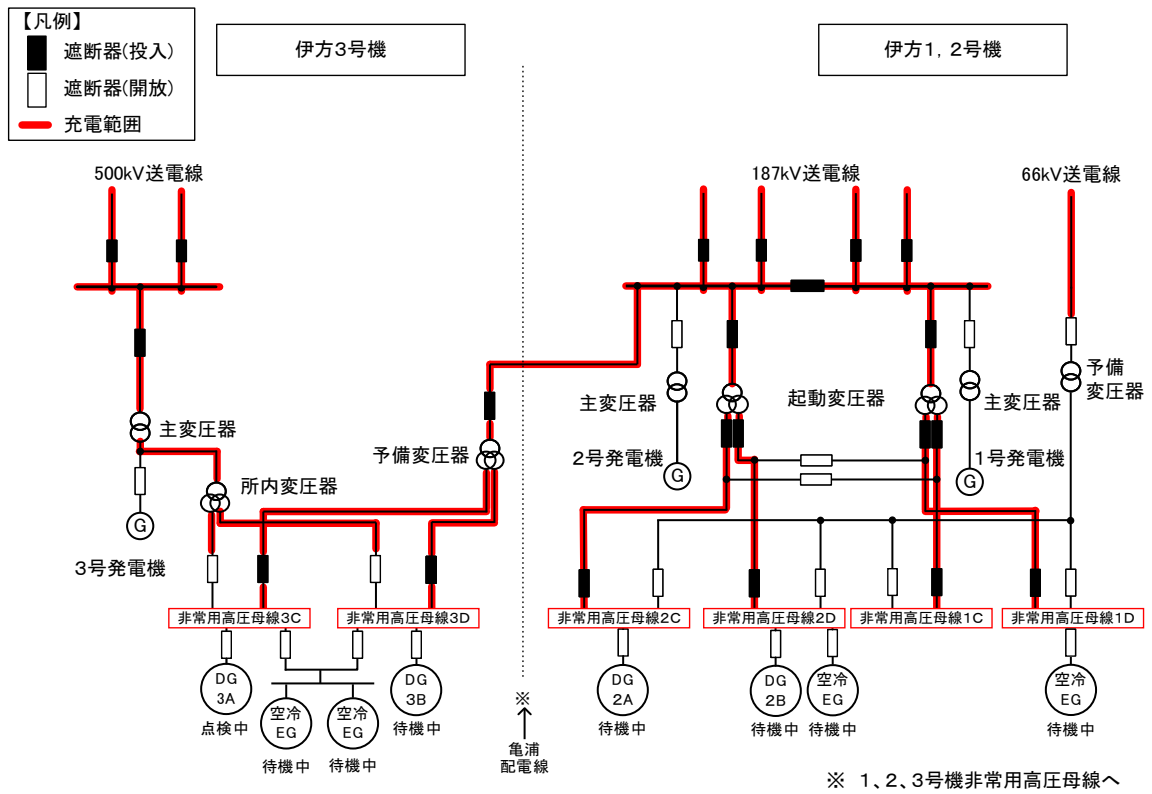 【凡例】
遮断器(投入)
遮断器(開放)
充電範囲
伊方3号機
伊方1，2号機
500kV送電線
187kV送電線
66kV送電線
主変圧器
所内変圧器
予備変圧器
G
3号発電機
主変圧器
2号発電機
G
起動変圧器
主変圧器
1号発電機
G
予備
変圧器
非常用高圧母線3C
非常用高圧母線3D
非常用高圧母線2C
非常用高圧母線2D
非常用高圧母線1C
非常用高圧母線1D
DG
3A
点検中
空冷
EG
待機中
空冷
EG
待機中
DG
3B
待機中
※
亀浦
配電線
DG
2A
待機中
DG
2B
待機中
空冷
EG
待機中
空冷
EG
待機中
※ 1、2、3号機非常用高圧母線へ